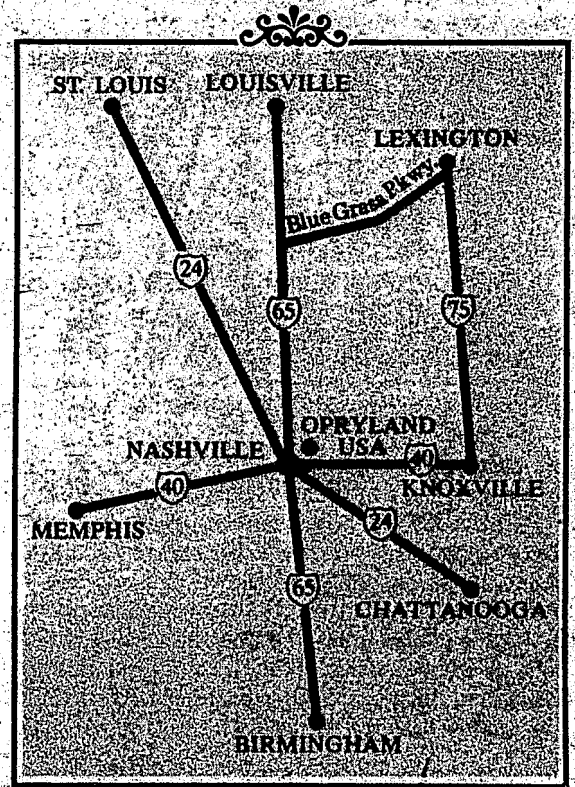 ST. LOUIS
LOUISVILLE
LEXINGTON
Blue Grass Pkwy.
24
65
75
OPRYLAND
USA
NASHVILLE
40
KNOXVILLE
40
MEMPHIS
24
65
CHATTANOOGA
BIRMINGHAM